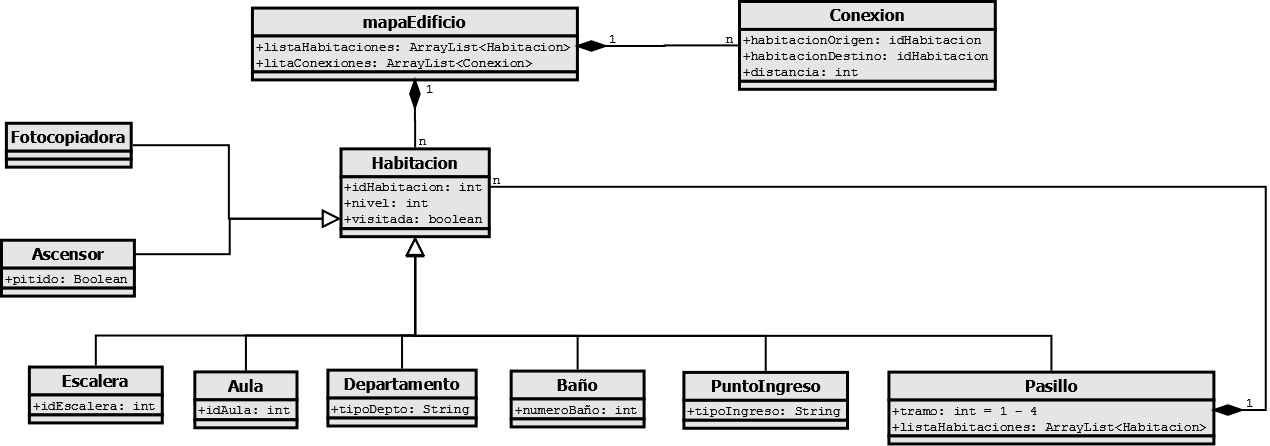 mapaEdificio
+listaHabitaciones: ArrayList<Habitacion>
+litaConexiones: ArrayList<Conexion>
1
n
Conexion
+habitacionOrigen: idHabitacion
+habitacionDestino: idHabitacion
+distancia: int
1
n
Fotocopiadora
Habitacion
+idHabitacion: int
+nivel: int
+visitada: boolean
n
Ascensor
+pitido: Boolean
Escalera
+idEscalera: int
Aula
+idAula: int
Departamento
+tipoDepto: String
Baño
+numeroBaño: int
PuntoIngreso
+tipoIngreso: String
Pasillo
+tramo: int = 1 - 4
+listaHabitaciones: ArrayList<Habitacion>
1